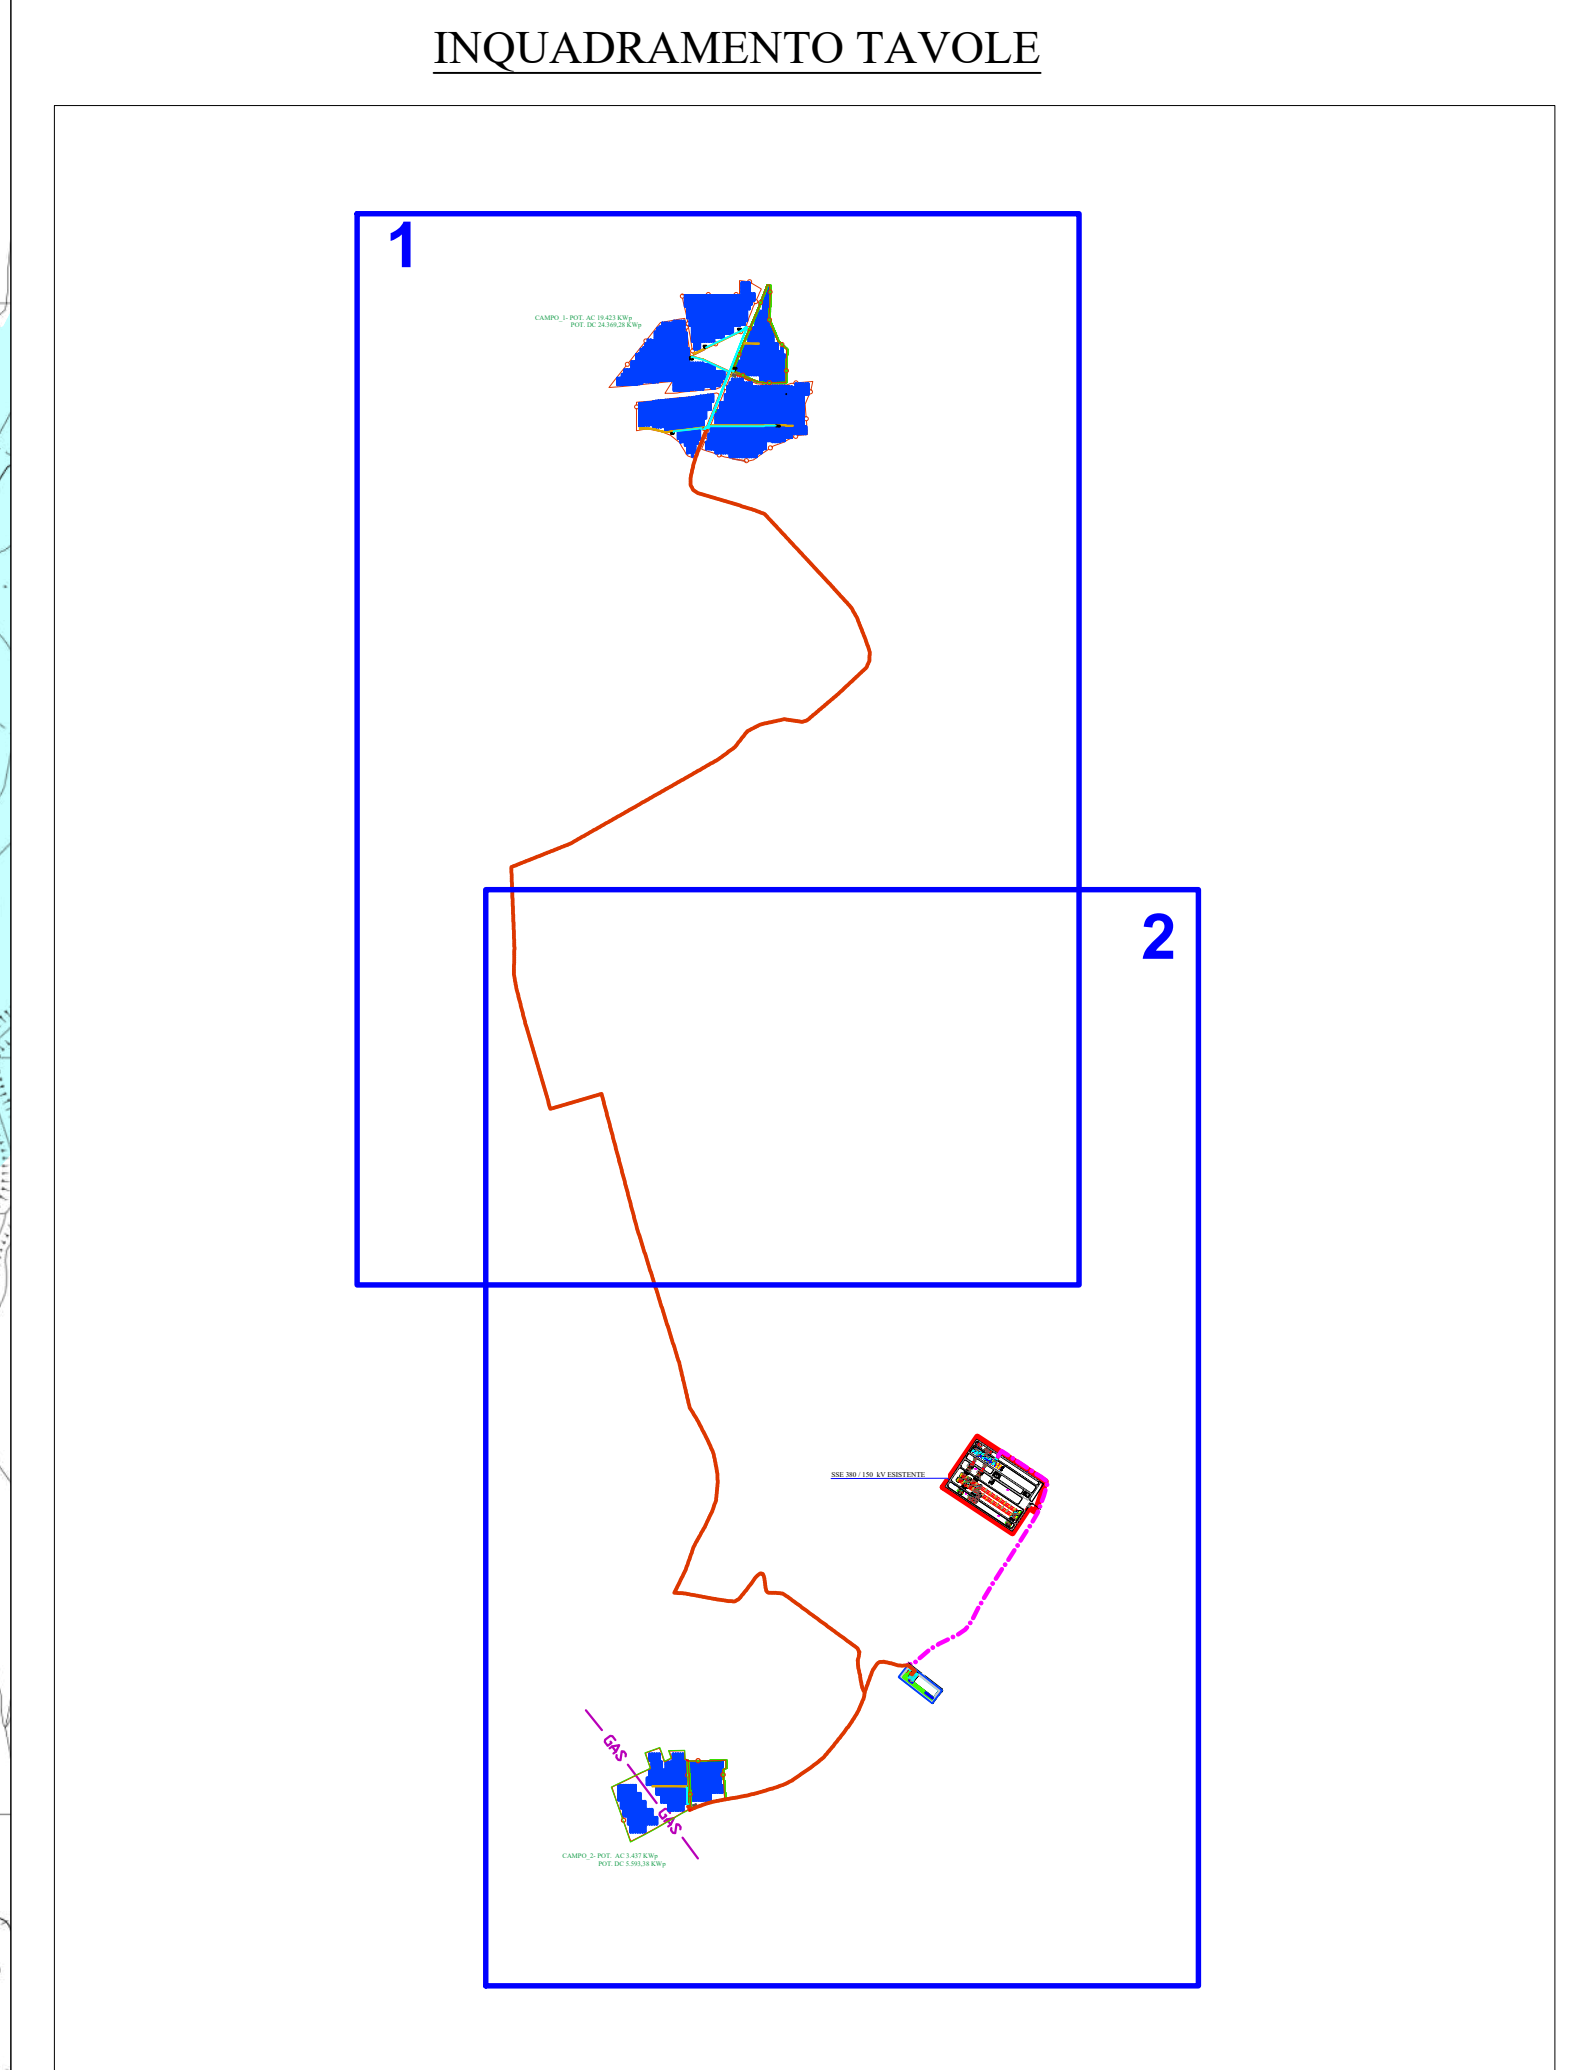 INQUADRAMENTO TAVOLE
1
CAMPO_1- POT. AC 19.423 KWp
POT. DC 24.369,28 KWp
2
SSE 380 / 150 kV ESISTENTE
GAS
GAS
CAMPO_2- POT. AC 3.437 KWp
POT. DC 5.593,38 KWp